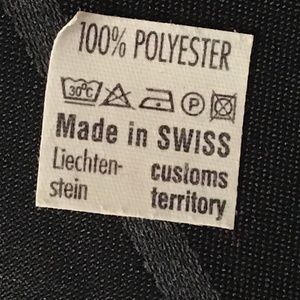 100% POLYESTER
30°C P
Made in SWISS
Liechten- customs
stein territory